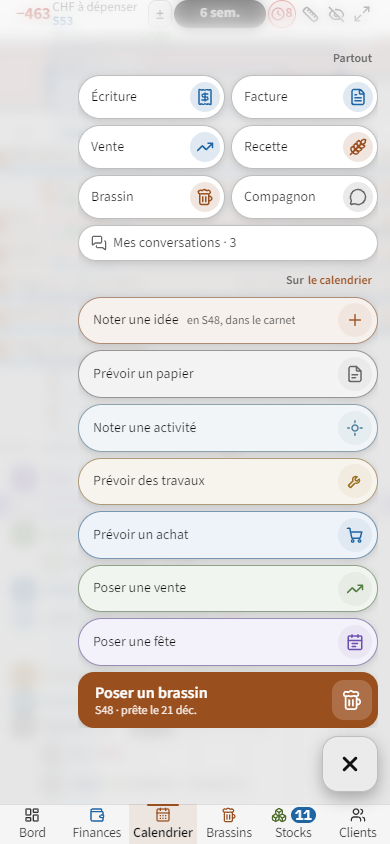 −463 CHF à dépenser
S53
±
6 sem.
8
Partout
Écriture
Facture
Vente
Recette
Brassin
Compagnon
Mes conversations · 3
Sur le calendrier
Noter une idée en S48, dans le carnet
Prévoir un papier
Noter une activité
Prévoir des travaux
Prévoir un achat
Poser une vente
Poser une fête
Poser un brassin
S48 · prête le 21 déc.
Bord
Finances
Calendrier
Brassins
Stocks 11
Clients